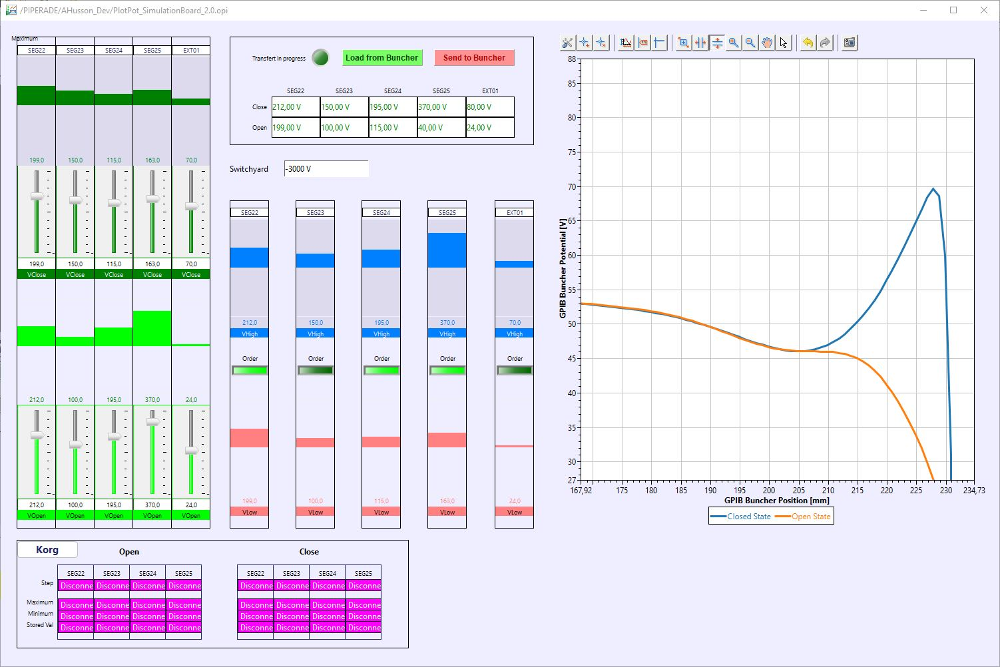 /PIPERADE/AHusson_Dev/PlotPot_SimulationBoard_2.0.opi
Maximum
SEG22 SEG23 SEG24 SEG25 EXT01
199,0 150,0 115,0 163,0 70,0
199,0 150,0 115,0 163,0 70,0
VClose VClose VClose VClose VClose
212,0 100,0 195,0 370,0 24,0
212,0 100,0 195,0 370,0 24,0
VOpen VOpen VOpen VOpen VOpen
Transfert in progress
Load from Buncher
Send to Buncher
SEG22 SEG23 SEG24 SEG25 EXT01
Close 212,00 V 150,00 V 195,00 V 370,00 V 80,00 V
Open 199,00 V 100,00 V 115,00 V 40,00 V 24,00 V
Switchyard -3000 V
SEG22 SEG23 SEG24 SEG25 EXT01
212,0 150,0 195,0 370,0 70,0
VHigh VHigh VHigh VHigh VHigh
Order Order Order Order Order
199,0 100,0 115,0 163,0 24,0
VLow VLow VLow VLow VLow
88
85
80
75
70
65
60
55
50
45
40
35
30
27
GPIB Buncher Potential [V]
167,92 175 180 185 190 195 200 205 210 215 220 225 230 234,73
GPIB Buncher Position [mm]
Closed State Open State
Korg
Open
Close
SEG22 SEG23 SEG24 SEG25 SEG22 SEG23 SEG24 SEG25
Step Disconne Disconne Disconne Disconne Disconne Disconne Disconne Disconne
Maximum Disconne Disconne Disconne Disconne Disconne Disconne Disconne Disconne
Minimum Disconne Disconne Disconne Disconne Disconne Disconne Disconne Disconne
Stored Val Disconne Disconne Disconne Disconne Disconne Disconne Disconne Disconne